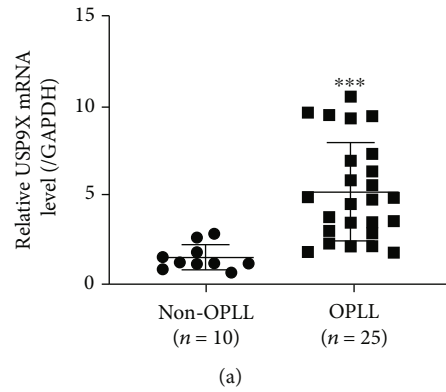 15
10
5
0
Relative USP9X mRNA
level (/GAPDH)
***
Non-OPLL
(n = 10)
OPLL
(n = 25)
(a)